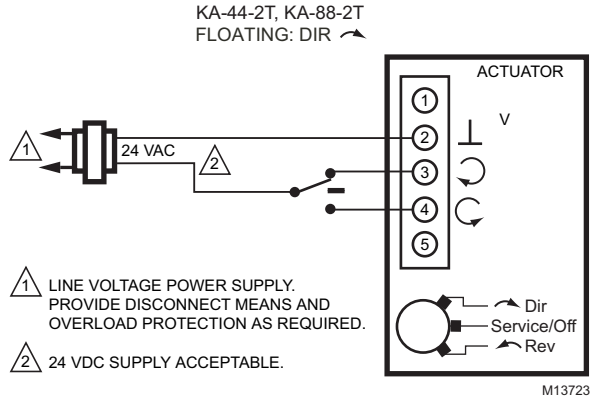 KA-44-2T, KA-88-2T
FLOATING: DIR
ACTUATOR
1
V
2
1
24 VAC
2
3
4
5
1 LINE VOLTAGE POWER SUPPLY.
PROVIDE DISCONNECT MEANS AND
OVERLOAD PROTECTION AS REQUIRED.
2 24 VDC SUPPLY ACCEPTABLE.
Dir
Service/Off
Rev
M13723